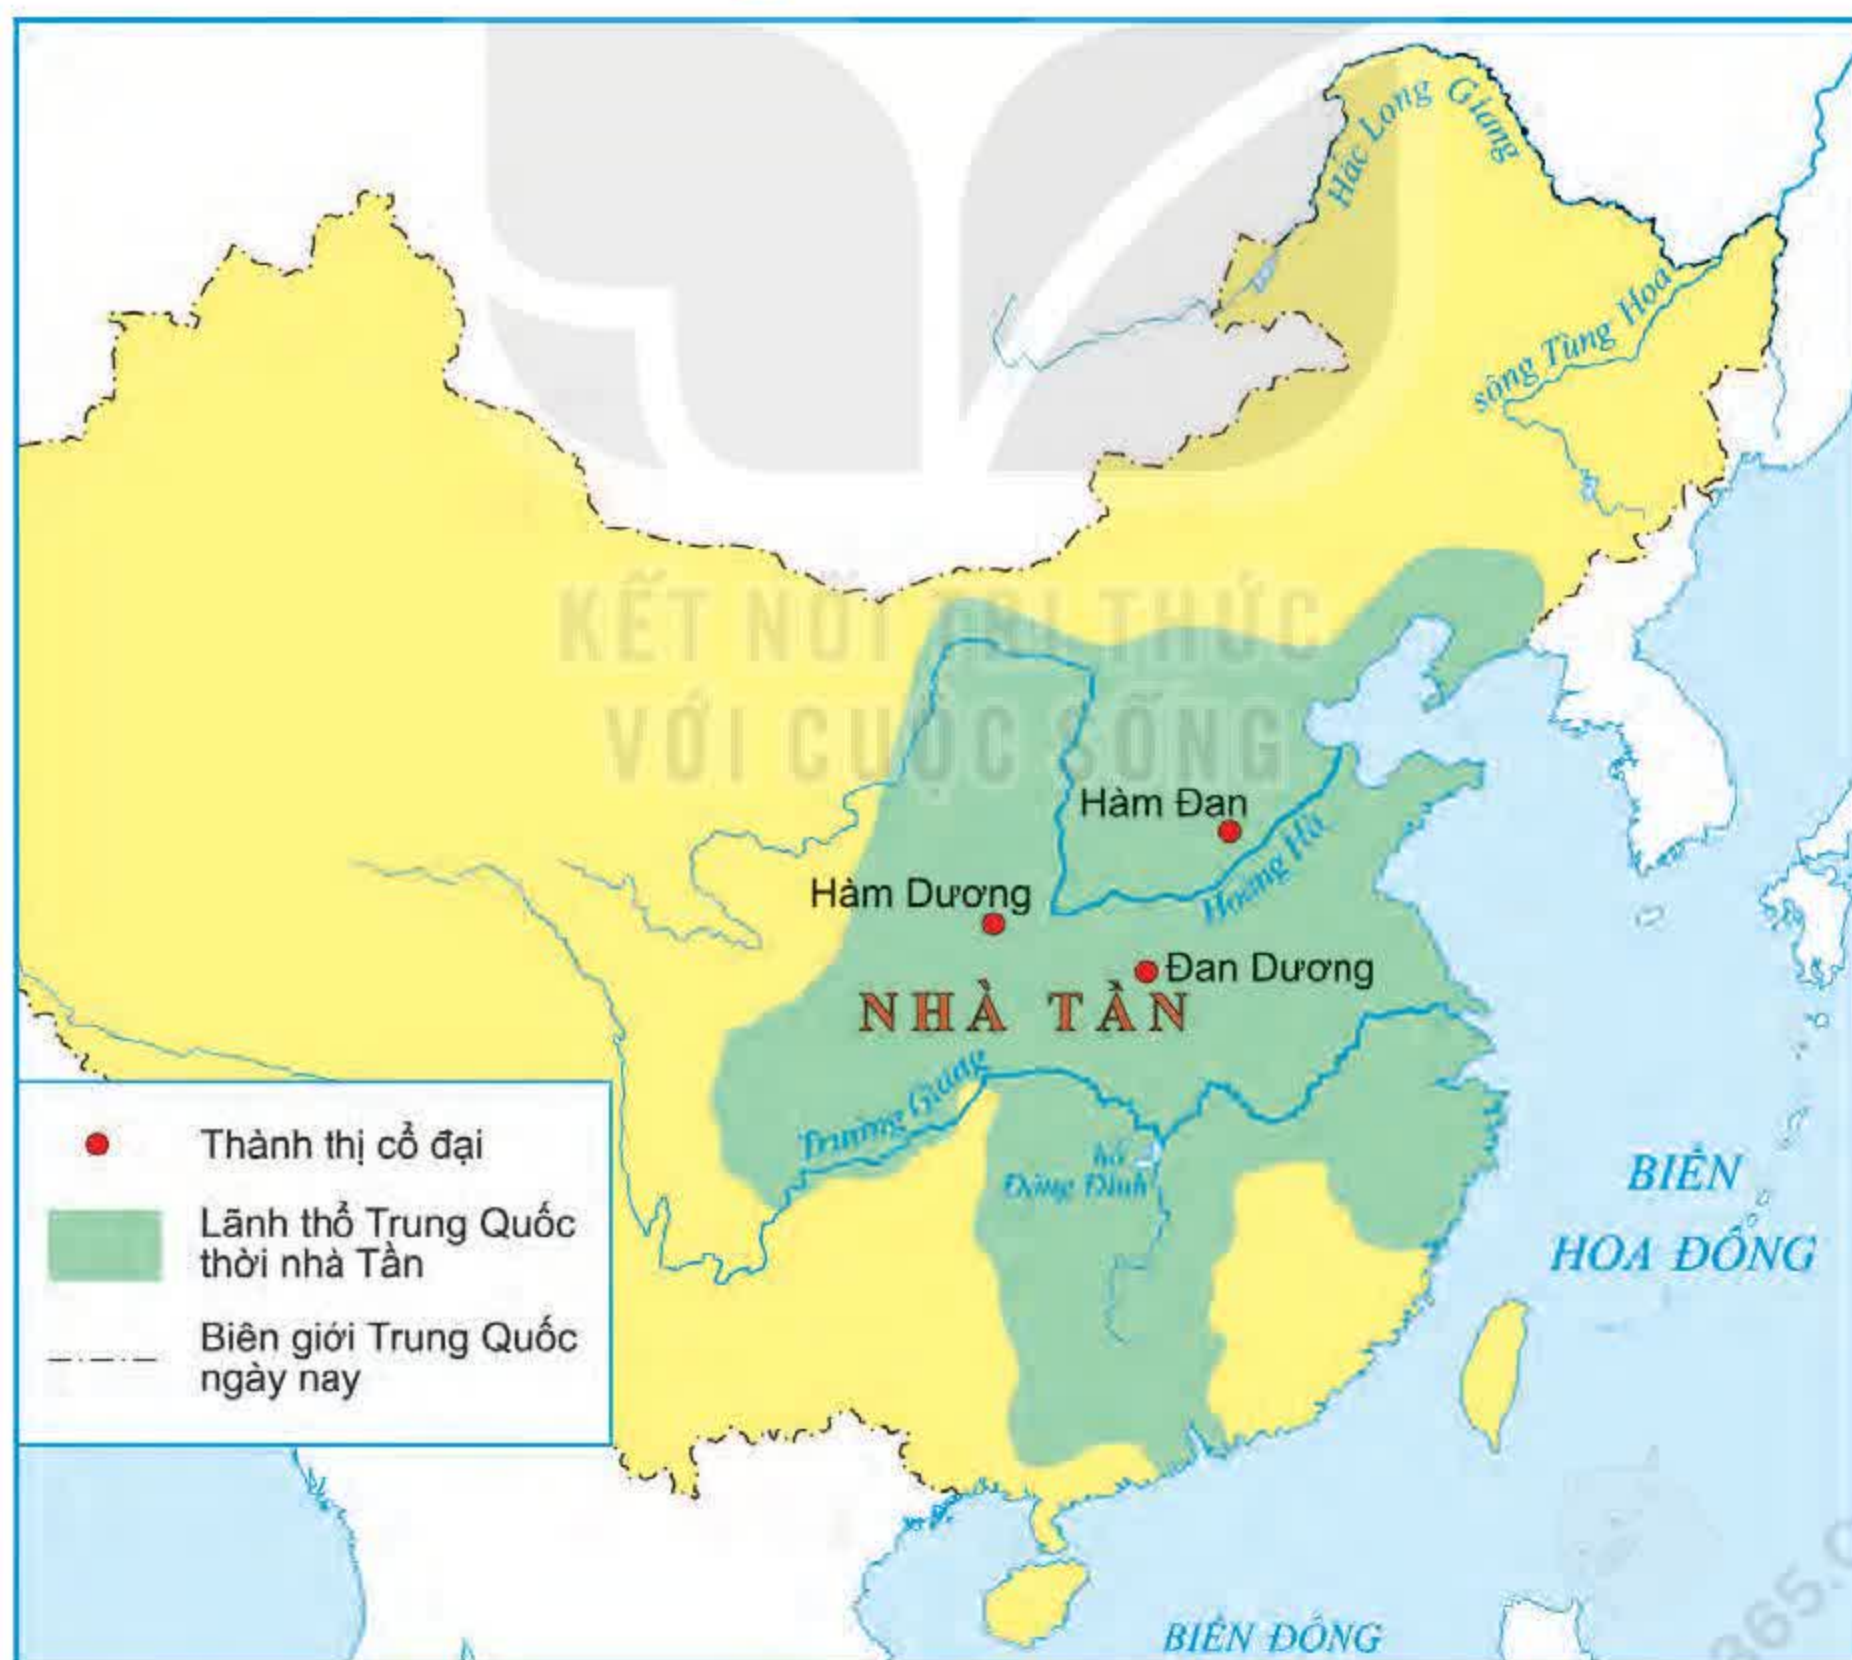 Hắc Long Giang
sông Tùng Hoa
KẾT NỐI TRI THỨC
VỚI CUỘC SỐNG
Hàm Đan
Hoàng Hà
Hàm Dương
Đan Dương
NHÀ TẦN
Trường Giang
hồ
Động Đình
BIỂN
HOA ĐÔNG
BIỂN ĐÔNG
Thành thị cổ đại
Lãnh thổ Trung Quốc
thời nhà Tần
Biên giới Trung Quốc
ngày nay